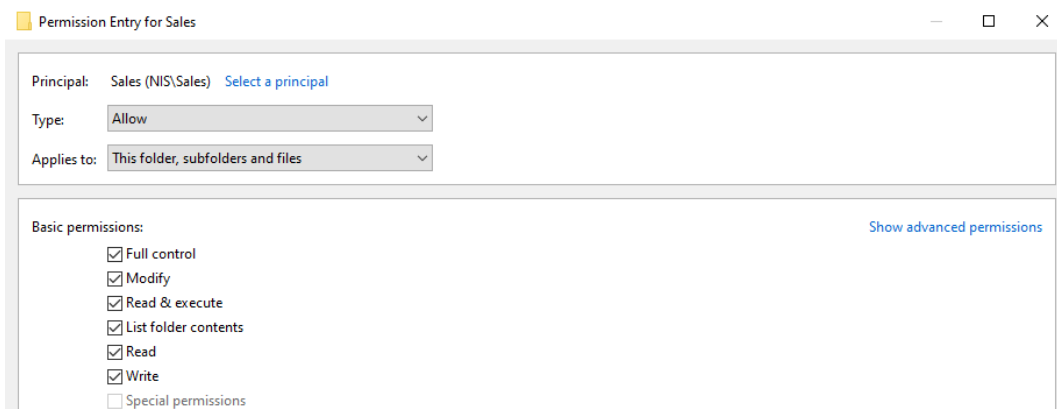 Permission Entry for Sales
Principal: Sales (NIS\Sales) Select a principal
Type: Allow
Applies to: This folder, subfolders and files
Basic permissions: Show advanced permissions
Full control
Modify
Read & execute
List folder contents
Read
Write
Special permissions